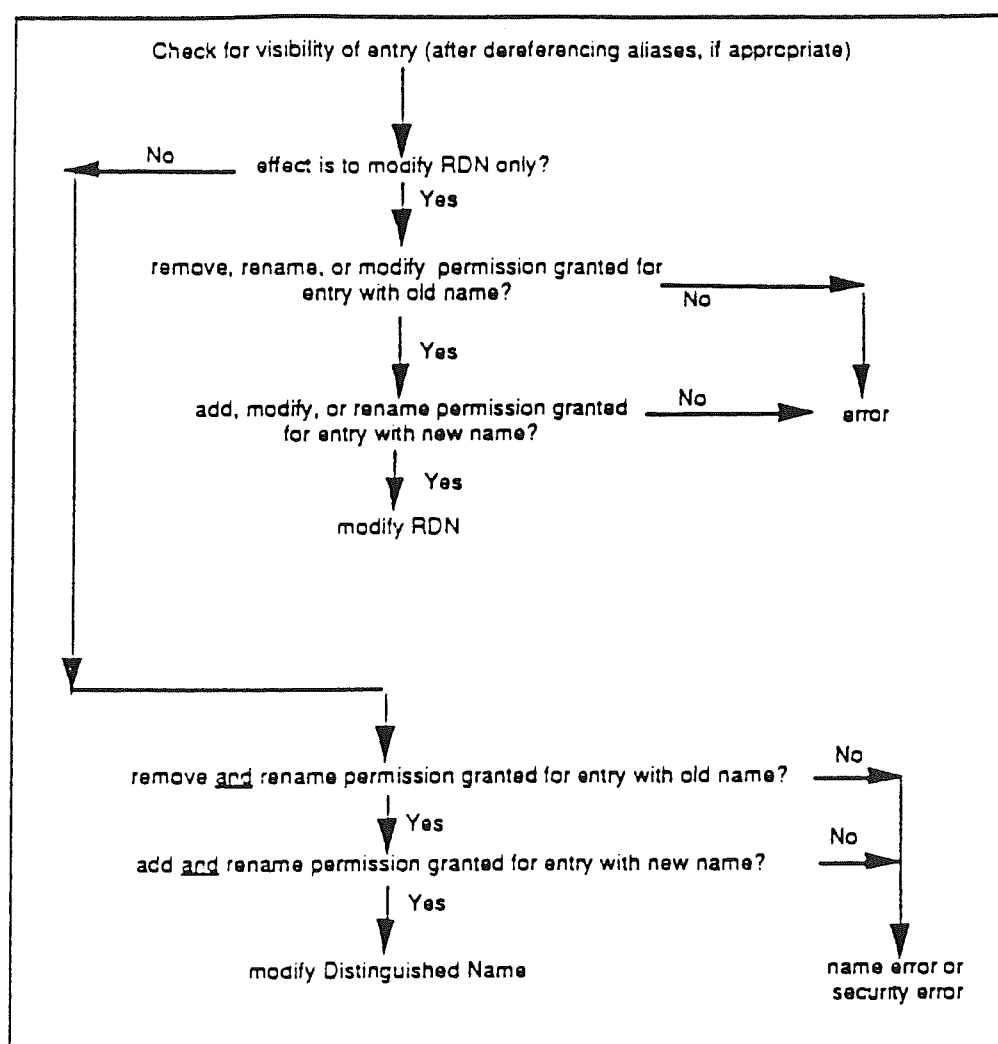 Check for visibility of entry (after dereferencing aliases, if appropriate)
No
effect is to modify RDN only?
Yes
remove, rename, or modify permission granted for
entry with old name?
No
Yes
add, modify, or rename permission granted
for entry with new name?
No
error
Yes
modify RDN
remove and rename permission granted for entry with old name?
No
Yes
add and rename permission granted for entry with new name?
No
Yes
modify Distinguished Name
name error or
security error